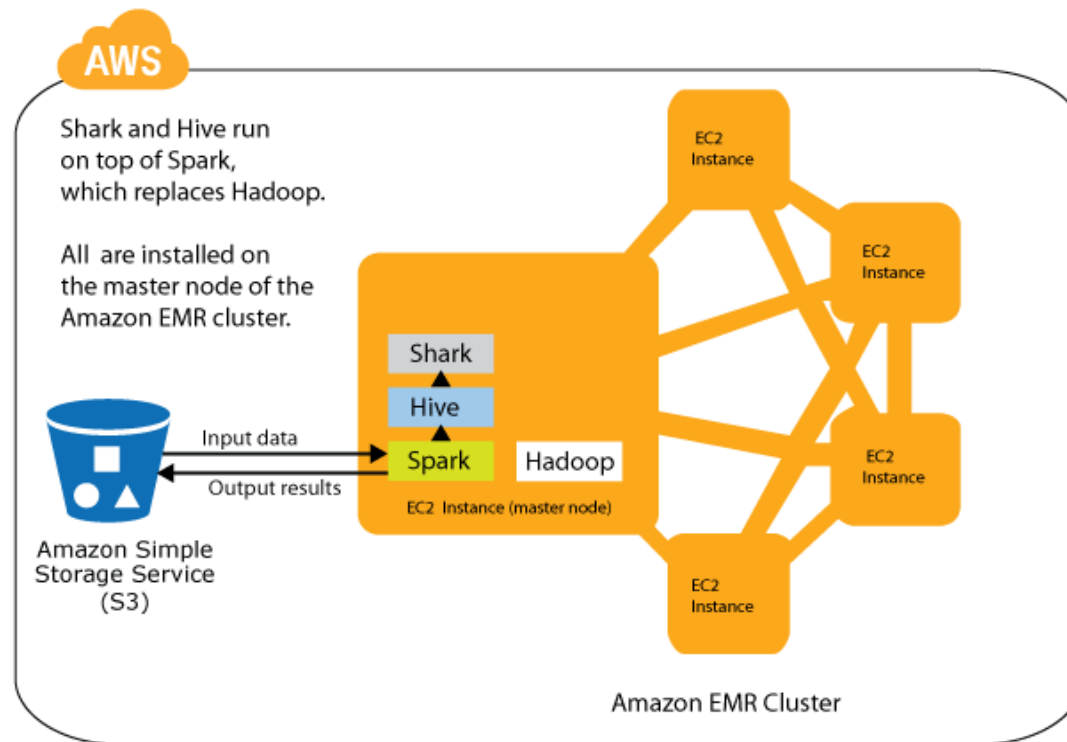 AWS
Shark and Hive run
on top of Spark,
which replaces Hadoop.
All are installed on
the master node of the
Amazon EMR cluster.
EC2
Instance
EC2
Instance
Shark
Hive
Input data
Spark
Hadoop
Output results
EC2 Instance (master node)
EC2
Instance
Amazon Simple
Storage Service
(S3)
EC2
Instance
Amazon EMR Cluster